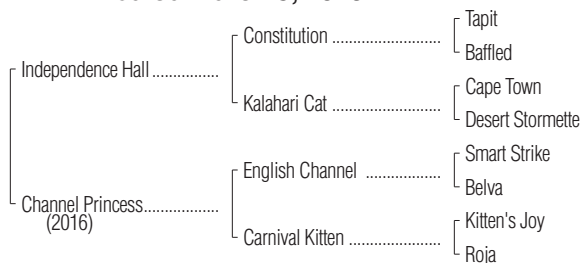 Constitution ........................ Tapit
Baffled
Independence Hall ................
Cape Town
Kalahari Cat ........................ Desert Stormette
Smart Strike
English Channel ................
Belva
Channel Princess..................
(2016)
Kitten's Joy
Carnival Kitten ....................
Roja